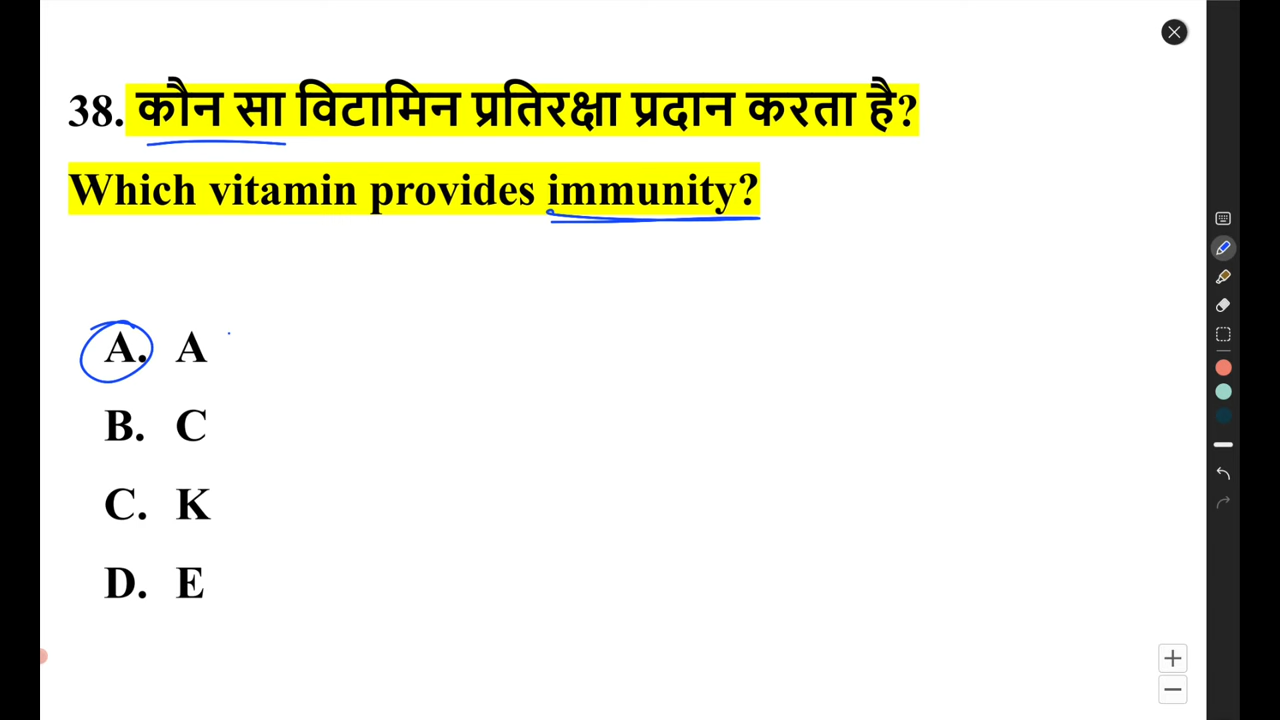 38. कौन सा विटामिन प्रतिरक्षा प्रदान करता है?
Which vitamin provides immunity?
A. A
B. C
C. K
D. E